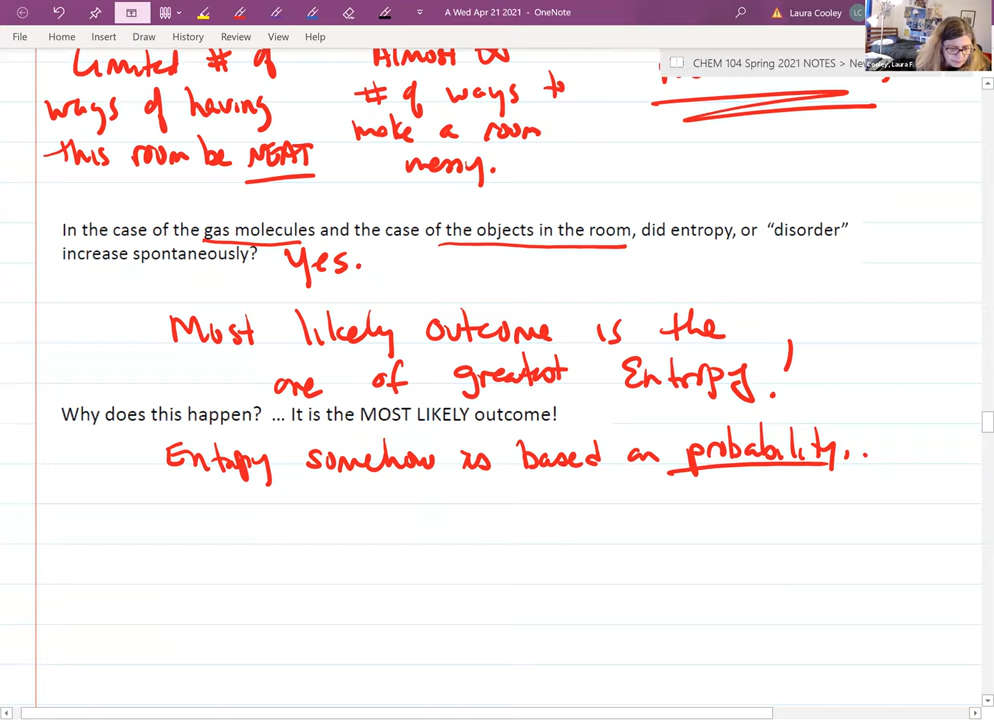 A Wed Apr 21 2021 - OneNote
Laura Cooley
LC
File Home Insert Draw History Review View Help
CHEM 104 Spring 2021 NOTES >
Cooley, Laura F.
Limited # of
ways of having
this room be NEAT
Almost ∞
# of ways to
make a room
messy.
In the case of the gas molecules and the case of the objects in the room, did entropy, or "disorder"
increase spontaneously?
Yes.
Most likely outcome is the
one of greatest Entropy!
Why does this happen? ... It is the MOST LIKELY outcome!
Entropy somehow is based on probability...